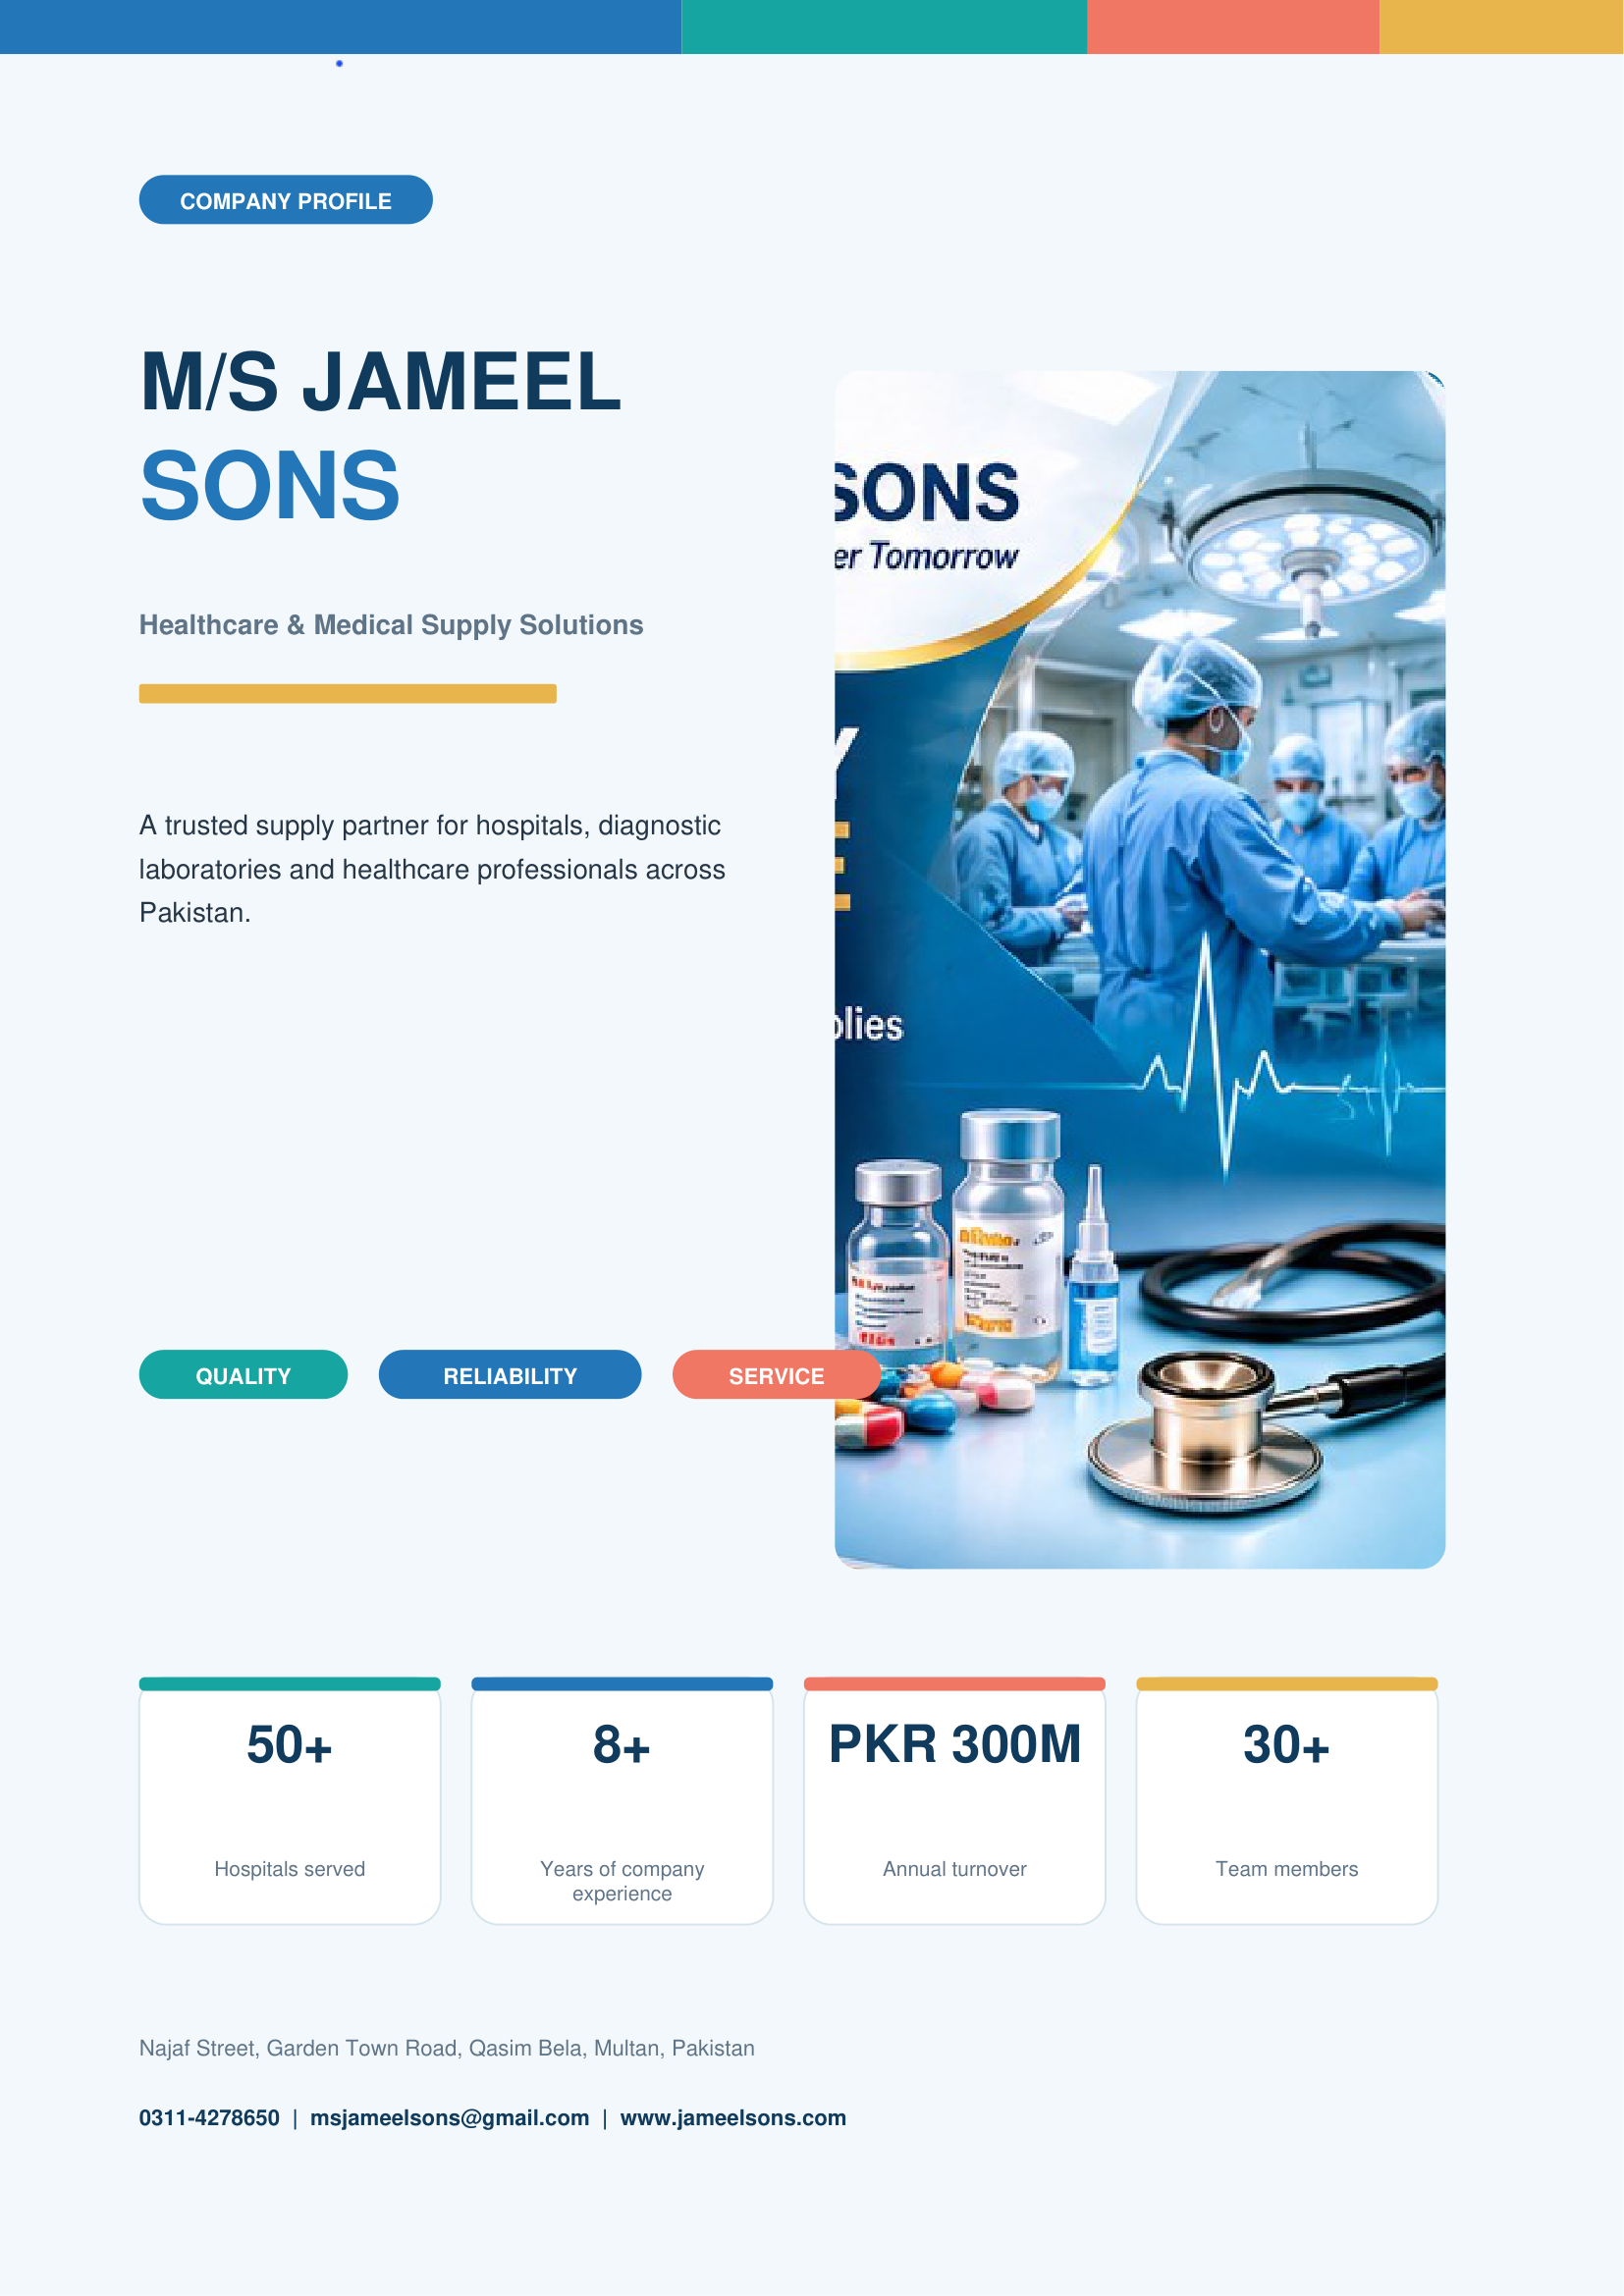 COMPANY PROFILE
M/S JAMEEL
SONS
Healthcare & Medical Supply Solutions
A trusted supply partner for hospitals, diagnostic
laboratories and healthcare professionals across
Pakistan.
SONS
er Tomorrow
Y
E
plies
QUALITY
RELIABILITY
SERVICE
50+
Hospitals served
8+
Years of company
experience
PKR 300M
Annual turnover
30+
Team members
Najaf Street, Garden Town Road, Qasim Bela, Multan, Pakistan
0311-4278650 | msjameelsons@gmail.com | www.jameelsons.com